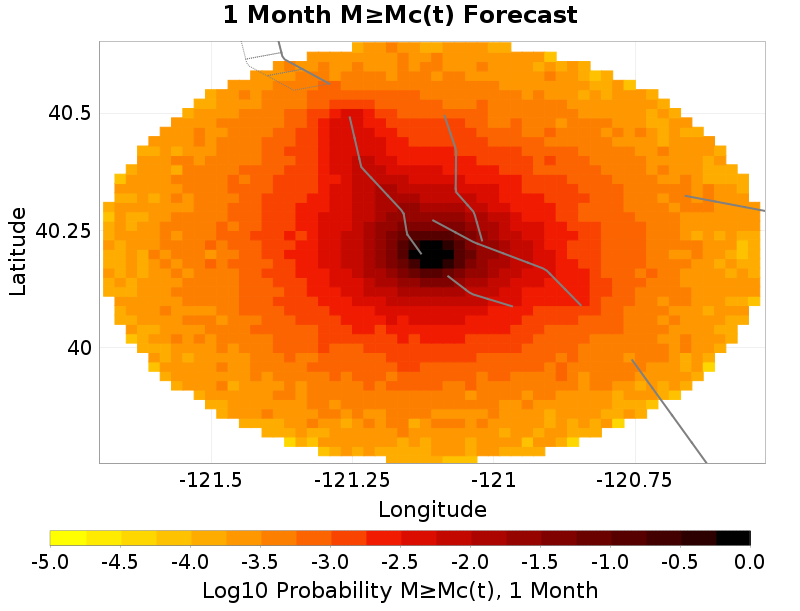 1 Month M≥Mc(t) Forecast
40.5
40.25
40
Latitude
-121.5 -121.25 -121 -120.75
Longitude
-5.0 -4.5 -4.0 -3.5 -3.0 -2.5 -2.0 -1.5 -1.0 -0.5 0.0
Log10 Probability M≥Mc(t), 1 Month